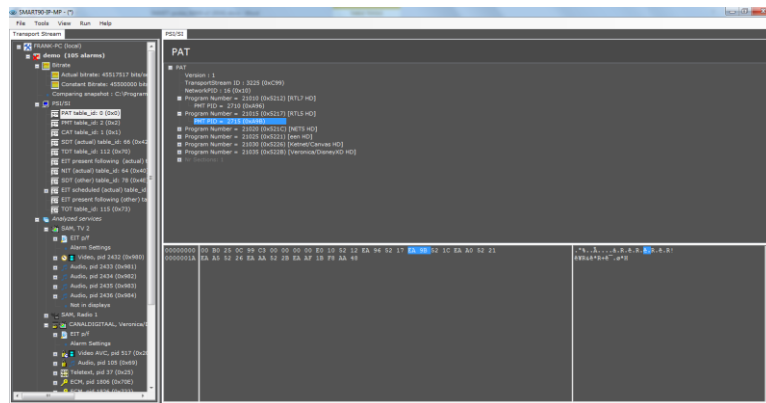 SMART90-IP-MP - (*)
File Tools View Run Help
Transport Stream
PSI/SI
FRANK-PC (local)
demo (105 alarms)
Bitrate
Actual bitrate: 45517517 bits/se
Constant Bitrate: 45500000 bits
Comparing snapshot : C:\Program
PSI/SI
PAT table_id: 0 (0x0)
PMT table_id: 2 (0x2)
CAT table_id: 1 (0x1)
SDT (actual) table_id: 66 (0x42
TDT table_id: 112 (0x70)
EIT present following (actual) t
NIT (actual) table_id: 64 (0x40
SDT (other) table_id: 70 (0x46
EIT scheduled (actual) table_id
EIT present following (other) ta
TOT table_id: 115 (0x73)
Analyzed services
SAM, TV 2
EIT p/f
Alarm Settings
Video, pid 2432 (0x980)
Audio, pid 2433 (0x981)
Audio, pid 2434 (0x982)
Audio, pid 2435 (0x983)
Audio, pid 2436 (0x984)
Not in displays
SAM, Radio 1
CANALDIGITAAL, Veronica/D
EIT p/f
Alarm Settings
Video AVC, pid 517 (0x20
Audio, pid 105 (0x69)
Teletext, pid 37 (0x25)
ECM, pid 1806 (0x70E)
PAT
PAT
Version : 1
TransportStream ID : 3225 (0xC99)
NetworkPID : 16 (0x10)
Program Number = 21010 (0x5212) [RTL7 HD]
PMT PID = 2710 (0xA96)
Program Number = 21015 (0x5217) [RTL5 HD]
PMT PID = 2715 (0xA9B)
Program Number = 21020 (0x521C) [NET5 HD]
Program Number = 21025 (0x5221) [een HD]
Program Number = 21030 (0x5226) [Ketnet/Canvas HD]
Program Number = 21035 (0x522B) [Veronica/DisneyXD HD]
Nr Sections: 1
00000000 00 B0 25 0C 99 C3 00 00 00 00 E0 10 52 12 EA 96 52 17 EA 9B 52 1C EA A0 52 21
0000001A EA A5 52 26 EA AA 52 2B EA AF 1B F8 AA 48